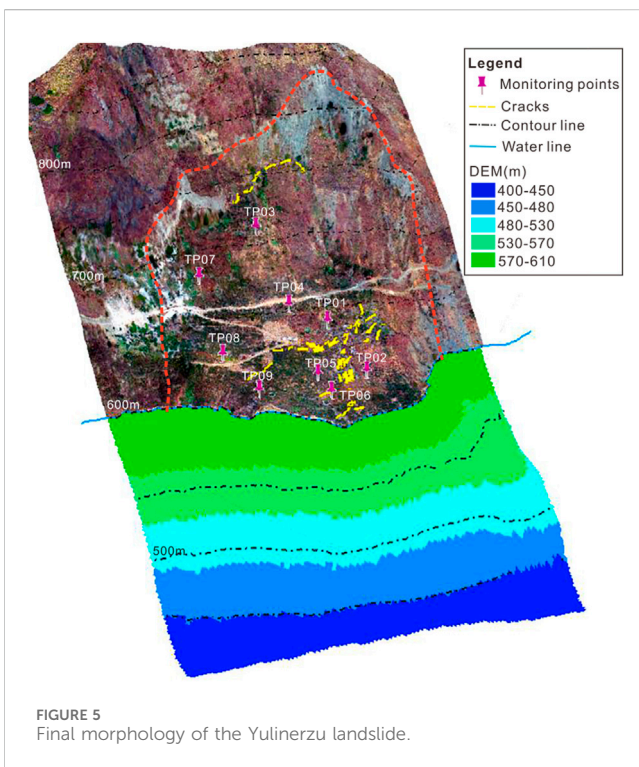 Legend
Monitoring points
Cracks
Contour line
Water line
DEM(m)
400-450
450-480
480-530
530-570
570-610
800m
TP03
TP07
700m
TP04
TP01
TP08
TP05
TP02
TP09
TP06
600m
500m
FIGURE 5
Final morphology of the Yulinerzu landslide.